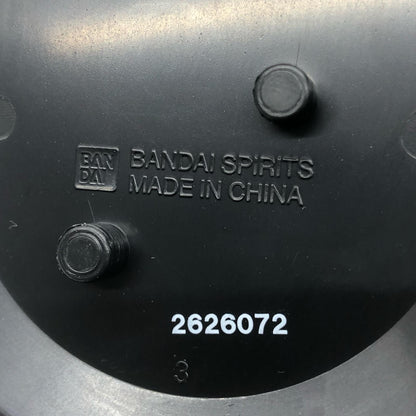 BAN DAI BANDAI SPIRITS
MADE IN CHINA
2626072
3